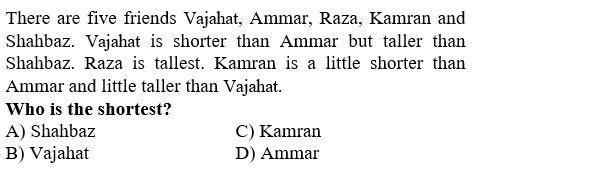 There are five friends Vajahat, Ammar, Raza, Kamran and
Shahbaz. Vajahat is shorter than Ammar but taller than
Shahbaz. Raza is tallest. Kamran is a little shorter than
Ammar and little taller than Vajahat.
Who is the shortest?
A) Shahbaz C) Kamran
B) Vajahat D) Ammar